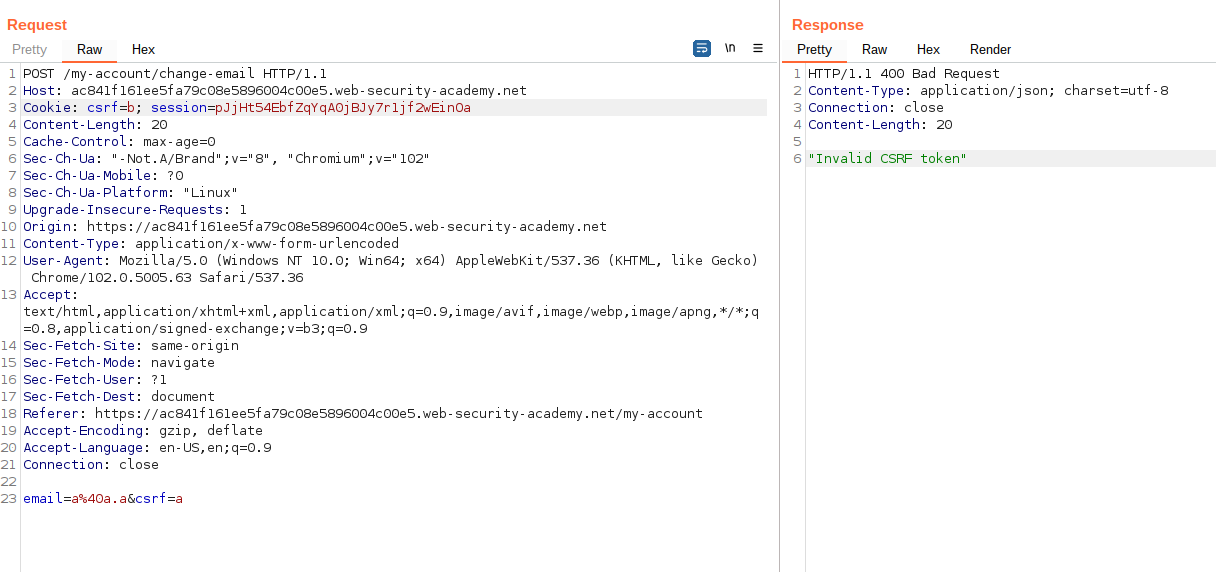 Request
Pretty Raw Hex \n
1 POST /my-account/change-email HTTP/1.1
2 Host: ac841f161ee5fa79c08e5896004c00e5.web-security-academy.net
3 Cookie: csrf=b; session=pJjHt54EbfZqYqA0jBJy7r1jf2wEin0a
4 Content-Length: 20
5 Cache-Control: max-age=0
6 Sec-Ch-Ua: "-Not.A/Brand";v="8", "Chromium";v="102"
7 Sec-Ch-Ua-Mobile: ?0
8 Sec-Ch-Ua-Platform: "Linux"
9 Upgrade-Insecure-Requests: 1
10 Origin: https://ac841f161ee5fa79c08e5896004c00e5.web-security-academy.net
11 Content-Type: application/x-www-form-urlencoded
12 User-Agent: Mozilla/5.0 (Windows NT 10.0; Win64; x64) AppleWebKit/537.36 (KHTML, like Gecko)
Chrome/102.0.5005.63 Safari/537.36
13 Accept:
text/html,application/xhtml+xml,application/xml;q=0.9,image/avif,image/webp,image/apng,*/*;q
=0.8,application/signed-exchange;v=b3;q=0.9
14 Sec-Fetch-Site: same-origin
15 Sec-Fetch-Mode: navigate
16 Sec-Fetch-User: ?1
17 Sec-Fetch-Dest: document
18 Referer: https://ac841f161ee5fa79c08e5896004c00e5.web-security-academy.net/my-account
19 Accept-Encoding: gzip, deflate
20 Accept-Language: en-US,en;q=0.9
21 Connection: close
22
23 email=a%40a.a&csrf=a
Response
Pretty Raw Hex Render
1 HTTP/1.1 400 Bad Request
2 Content-Type: application/json; charset=utf-8
3 Connection: close
4 Content-Length: 20
5
6 "Invalid CSRF token"